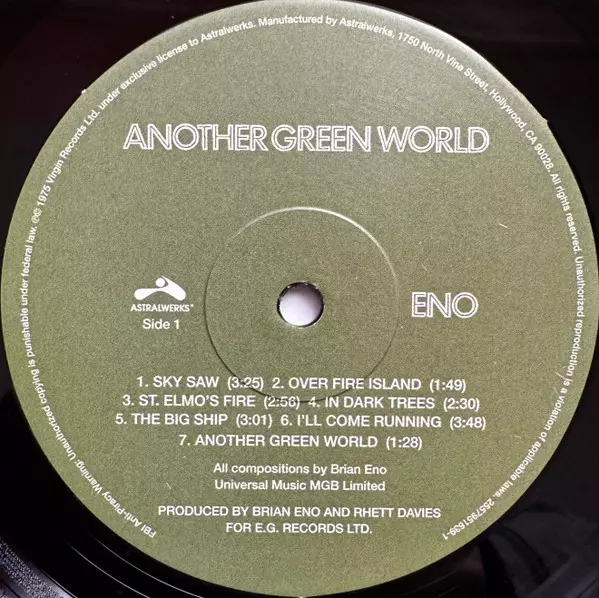 ℗© 1975 Virgin Records Ltd. under exclusive license to Astralwerks. Manufactured by Astralwerks, 1750 North Vine Street, Hollywood, CA 90028. All rights reserved. Unauthorized reproduction is a violation of applicable laws. 2557951639-1
FBI Anti-Piracy Warning: Unauthorized copying is punishable under federal law.
ANOTHER GREEN WORLD
ASTRALWERKS®
Side 1
ENO
1. SKY SAW (3:25) 2. OVER FIRE ISLAND (1:49)
3. ST. ELMO'S FIRE (2:56) 4. IN DARK TREES (2:30)
5. THE BIG SHIP (3:01) 6. I'LL COME RUNNING (3:48)
7. ANOTHER GREEN WORLD (1:28)
All compositions by Brian Eno
Universal Music MGB Limited
PRODUCED BY BRIAN ENO AND RHETT DAVIES
FOR E.G. RECORDS LTD.